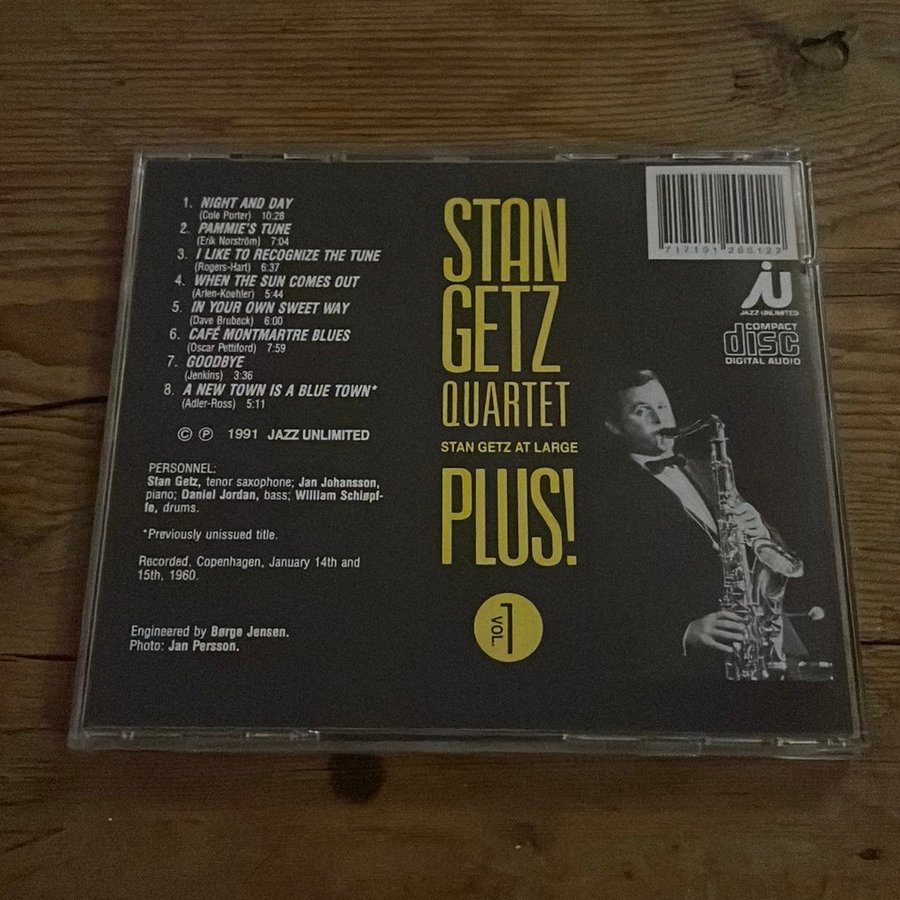 1. NIGHT AND DAY
(Cole Porter) 10:28
2. PAMMIE'S TUNE
(Erik Norström) 7:04
3. I LIKE TO RECOGNIZE THE TUNE
(Rogers-Hart) 6:37
4. WHEN THE SUN COMES OUT
(Arlen-Koehler) 5:44
5. IN YOUR OWN SWEET WAY
(Dave Brubeck) 6:00
6. CAFÉ MONTMARTRE BLUES
(Oscar Pettiford) 7:59
7. GOODBYE
(Jenkins) 3:36
8. A NEW TOWN IS A BLUE TOWN*
(Adler-Ross) 5:11
© ℗ 1991 JAZZ UNLIMITED
PERSONNEL:
Stan Getz, tenor saxophone; Jan Johansson,
piano; Daniel Jordan, bass; William Schiøpf-
fe, drums.
*Previously unissued title.
Recorded, Copenhagen, January 14th and
15th, 1960.
Engineered by Børge Jensen.
Photo: Jan Persson.
STAN
GETZ
QUARTET
STAN GETZ AT LARGE
PLUS!
VOL. 1
7 17101 20012 2
JU
JAZZ UNLIMITED
COMPACT
disc
DIGITAL AUDIO